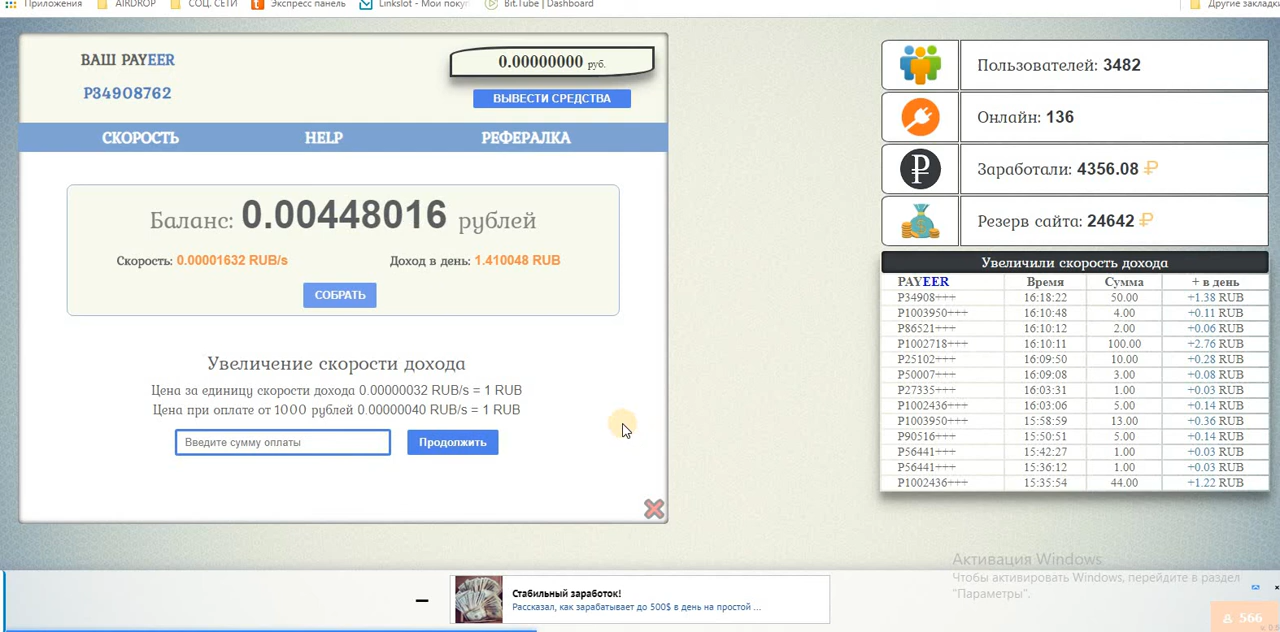 Приложения AIRDROP СОЦ. СЕТИ Экспресс панель Linkslot - Мои покуп Bit.Tube | Dashboard Другие закладки
ВАШ PAYEER
P34908762
0.00000000 руб.
ВЫВЕСТИ СРЕДСТВА
СКОРОСТЬ HELP РЕФЕРАЛКА
Баланс: 0.00448016 рублей
Скорость: 0.00001632 RUB/s Доход в день: 1.410048 RUB
СОБРАТЬ
Увеличение скорости дохода
Цена за единицу скорости дохода 0.00000032 RUB/s = 1 RUB
Цена при оплате от 1000 рублей 0.00000040 RUB/s = 1 RUB
Введите сумму оплаты Продолжить
Пользователей: 3482
Онлайн: 136
Заработали: 4356.08 ₽
Резерв сайта: 24642 ₽
Увеличили скорость дохода
PAYEER Время Сумма + в день
P34908+++ 16:18:22 50.00 +1.38 RUB
P1003950+++ 16:10:48 4.00 +0.11 RUB
P86521+++ 16:10:12 2.00 +0.06 RUB
P1002718+++ 16:10:11 100.00 +2.76 RUB
P25102+++ 16:09:50 10.00 +0.28 RUB
P50007+++ 16:09:08 3.00 +0.08 RUB
P27335+++ 16:03:31 1.00 +0.03 RUB
P1002436+++ 16:03:06 5.00 +0.14 RUB
P1003950+++ 15:58:59 13.00 +0.36 RUB
P90516+++ 15:50:51 5.00 +0.14 RUB
P56441+++ 15:42:27 1.00 +0.03 RUB
P56441+++ 15:36:12 1.00 +0.03 RUB
P1002436+++ 15:35:54 44.00 +1.22 RUB
Активация Windows
Чтобы активировать Windows, перейдите в раздел
"Параметры".
Стабильный заработок!
Рассказал, как зарабатывает до 500$ в день на простой ...
566